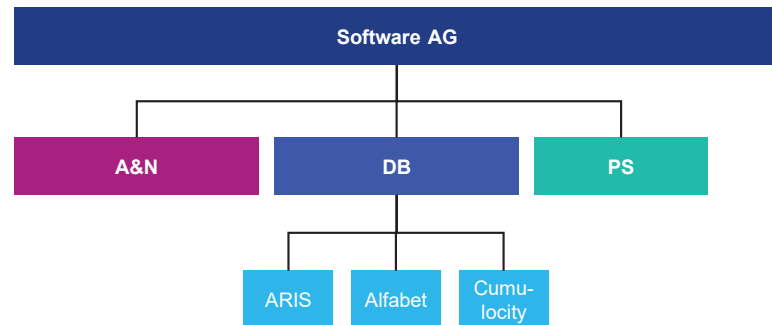 Software AG
A&N
DB
PS
ARIS
Alfabet
Cumu-
locity